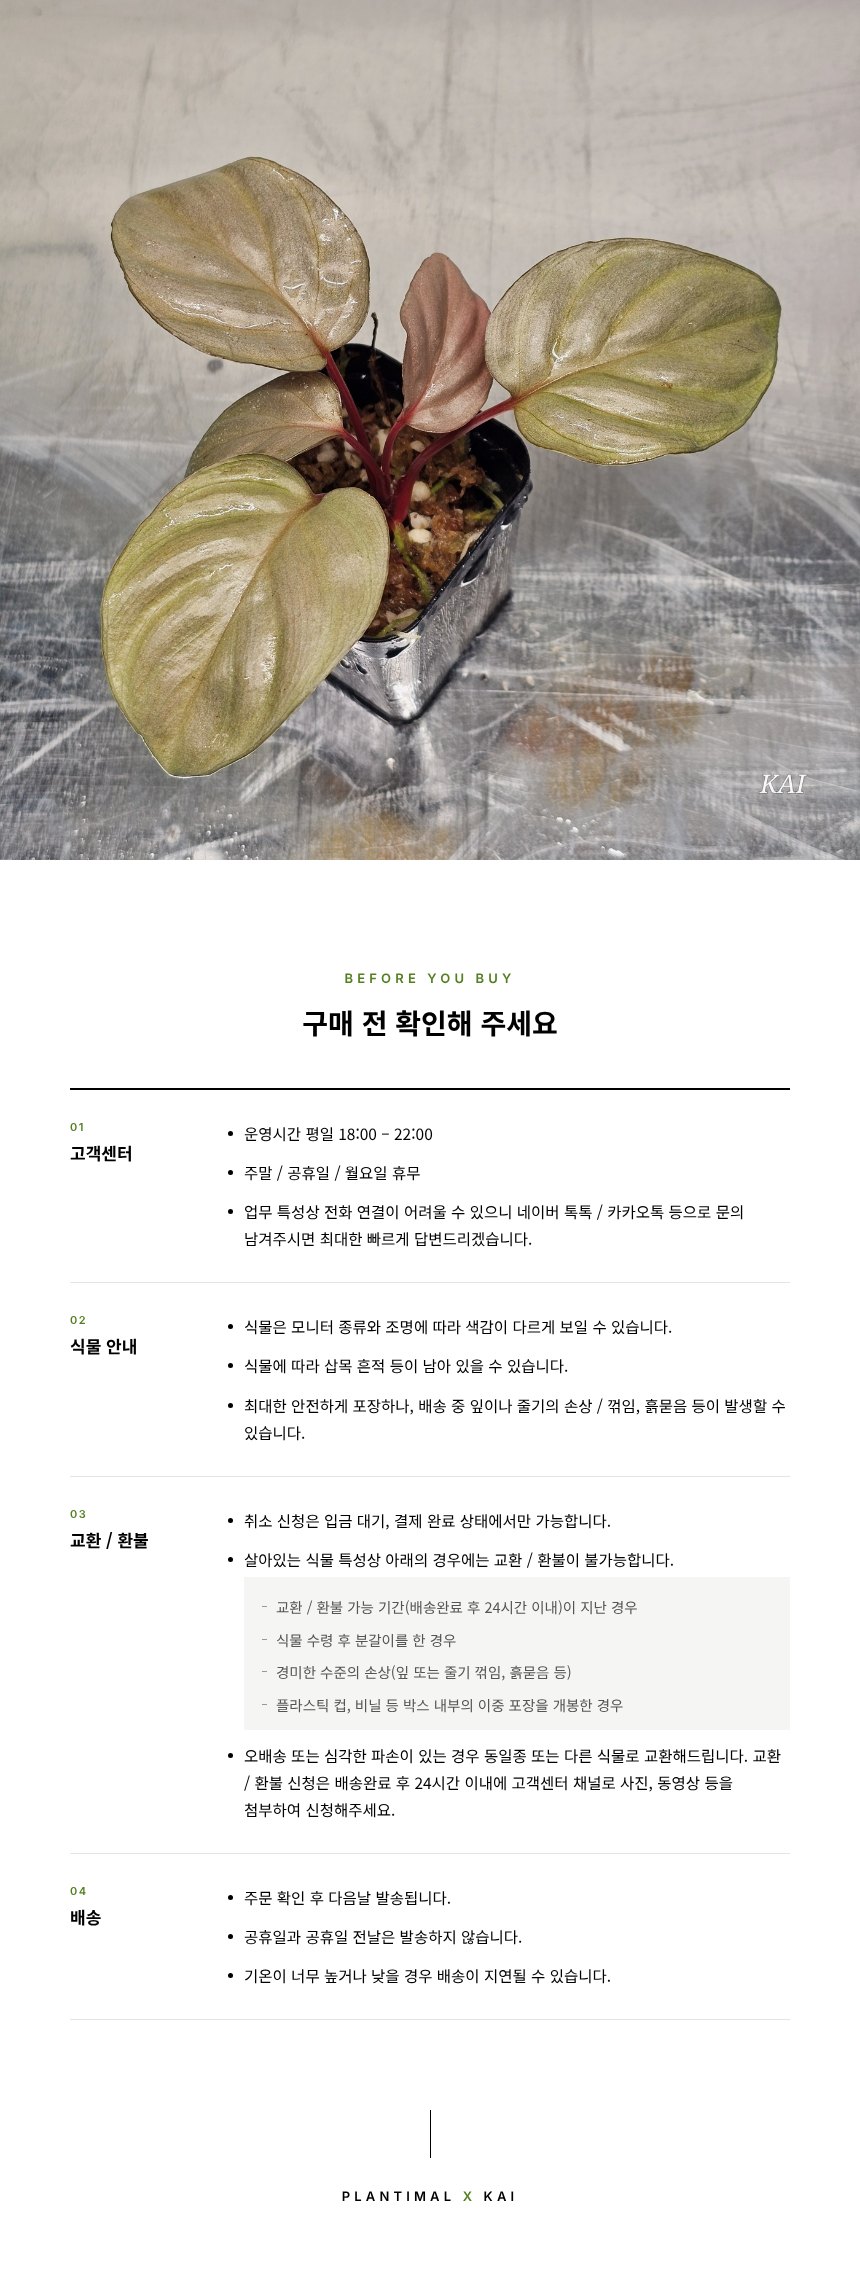 KAI
BEFORE YOU BUY
구매 전 확인해 주세요
01
고객센터
운영시간 평일 18:00 – 22:00
주말 / 공휴일 / 월요일 휴무
업무 특성상 전화 연결이 어려울 수 있으니 네이버 톡톡 / 카카오톡 등으로 문의
남겨주시면 최대한 빠르게 답변드리겠습니다.
02
식물 안내
식물은 모니터 종류와 조명에 따라 색감이 다르게 보일 수 있습니다.
식물에 따라 삽목 흔적 등이 남아 있을 수 있습니다.
최대한 안전하게 포장하나, 배송 중 잎이나 줄기의 손상 / 꺾임, 흙묻음 등이 발생할 수
있습니다.
03
교환 / 환불
취소 신청은 입금 대기, 결제 완료 상태에서만 가능합니다.
살아있는 식물 특성상 아래의 경우에는 교환 / 환불이 불가능합니다.
– 교환 / 환불 가능 기간(배송완료 후 24시간 이내)이 지난 경우
– 식물 수령 후 분갈이를 한 경우
– 경미한 수준의 손상(잎 또는 줄기 꺾임, 흙묻음 등)
– 플라스틱 컵, 비닐 등 박스 내부의 이중 포장을 개봉한 경우
오배송 또는 심각한 파손이 있는 경우 동일종 또는 다른 식물로 교환해드립니다. 교환
/ 환불 신청은 배송완료 후 24시간 이내에 고객센터 채널로 사진, 동영상 등을
첨부하여 신청해주세요.
04
배송
주문 확인 후 다음날 발송됩니다.
공휴일과 공휴일 전날은 발송하지 않습니다.
기온이 너무 높거나 낮을 경우 배송이 지연될 수 있습니다.
PLANTIMAL X KAI